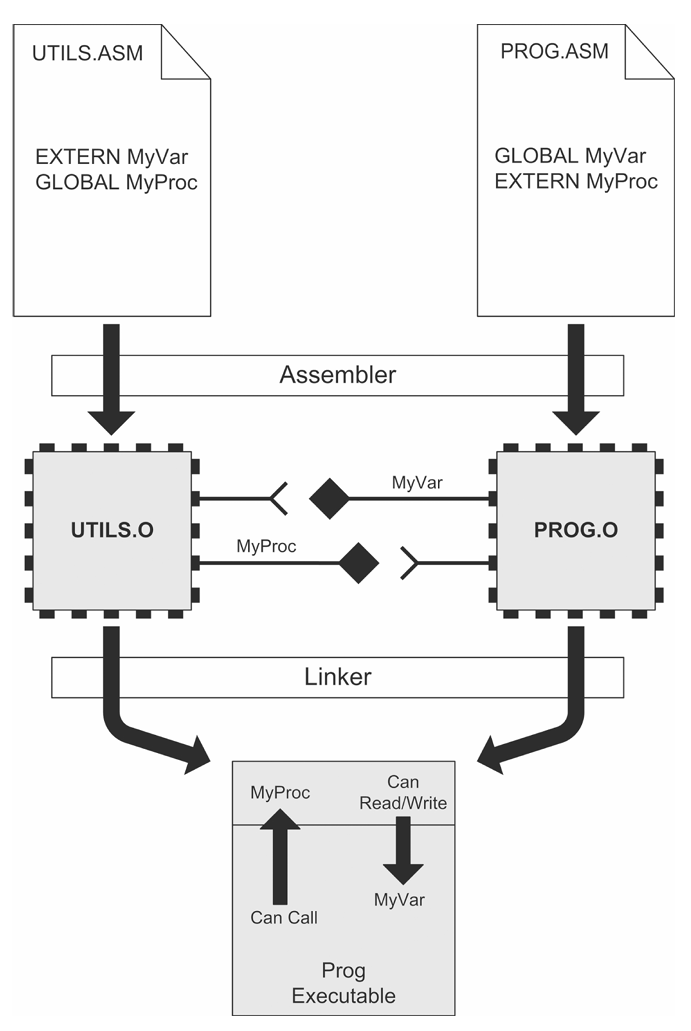 UTILS.ASM
EXTERN MyVar
GLOBAL MyProc
PROG.ASM
GLOBAL MyVar
EXTERN MyProc
Assembler
UTILS.O
MyVar
MyProc
PROG.O
Linker
MyProc
Can
Read/Write
Can Call
MyVar
Prog
Executable